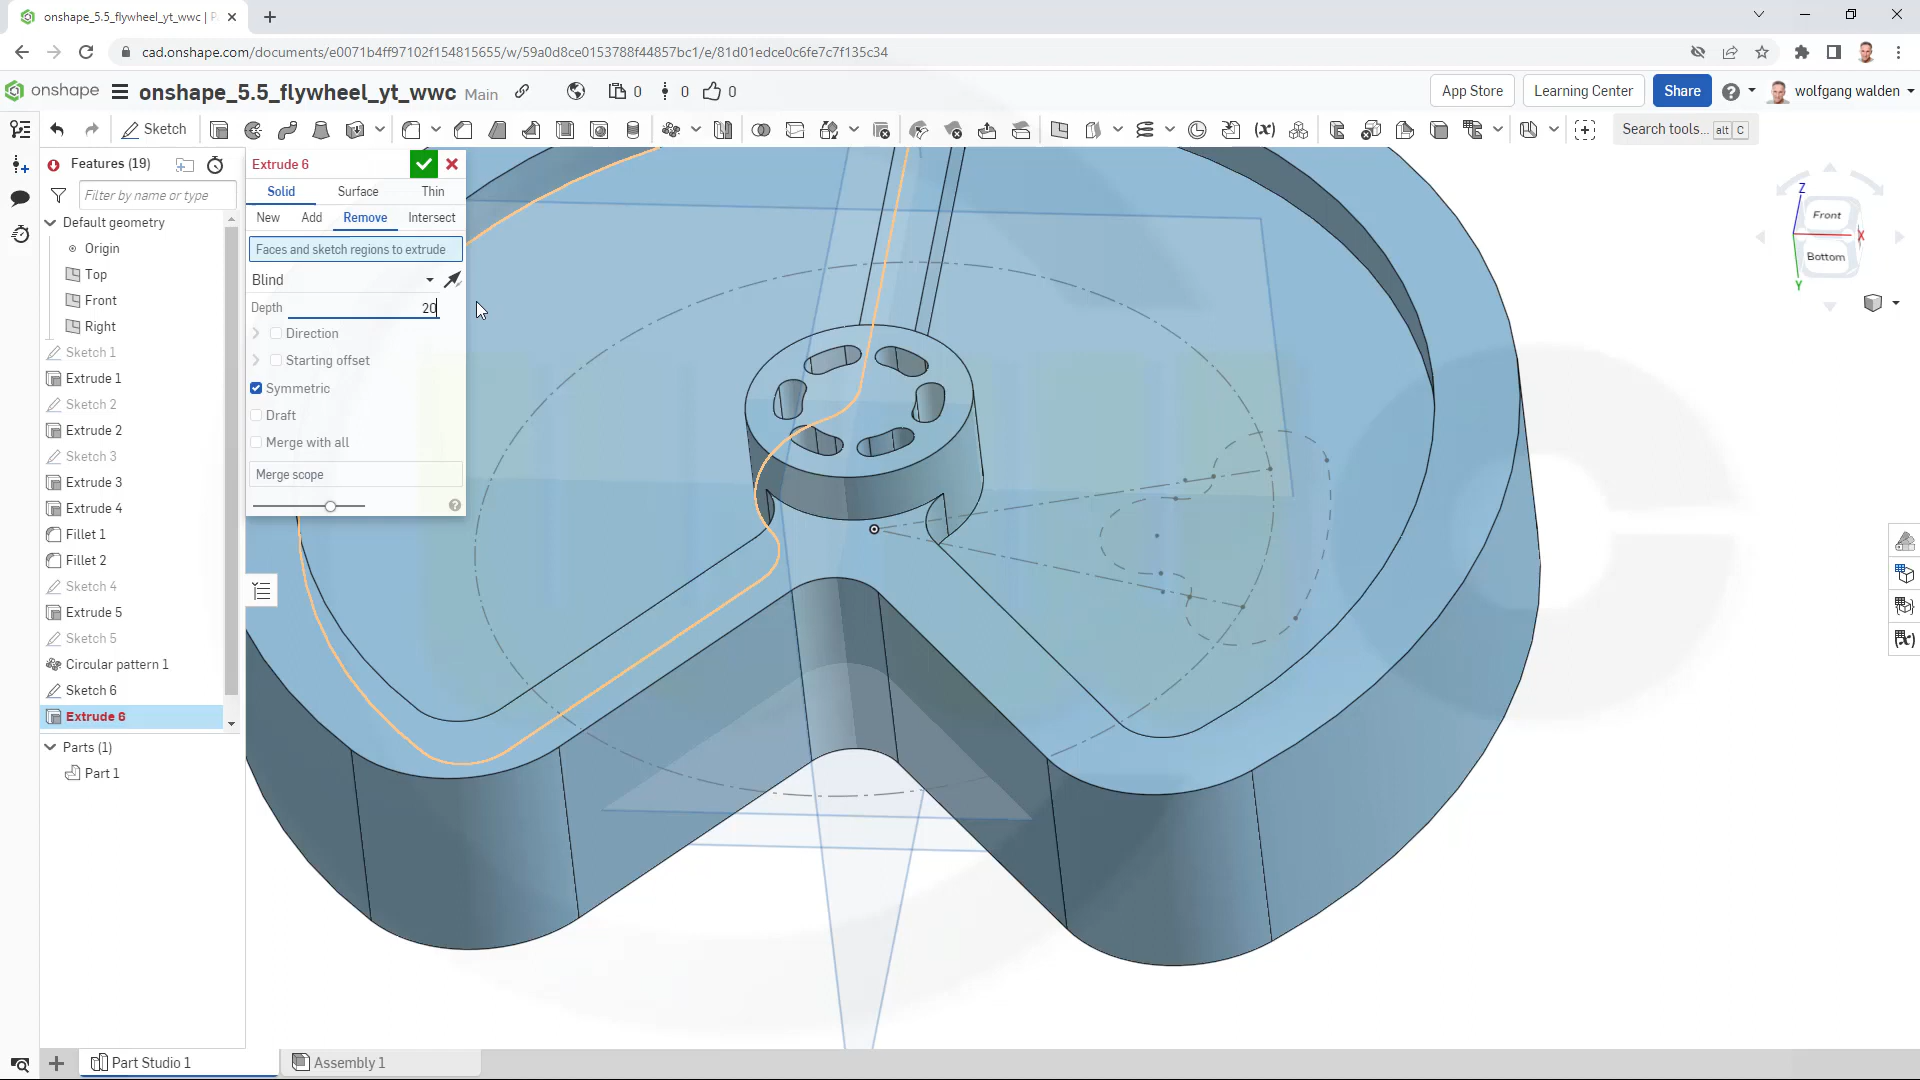 onshape_5.5_flywheel_yt_wwc | P
cad.onshape.com/documents/e0071b4ff97102f154815655/w/59a0d8ce0153788f44857bc1/e/81d01edce0c6fe7c7f135c34
onshape onshape_5.5_flywheel_yt_wwc Main 0 0 0 App Store Learning Center Share wolfgang walden
Sketch Search tools... alt C
Features (19)
Filter by name or type
Default geometry
Origin
Top
Front
Right
Sketch 1
Extrude 1
Sketch 2
Extrude 2
Sketch 3
Extrude 3
Extrude 4
Fillet 1
Fillet 2
Sketch 4
Extrude 5
Sketch 5
Circular pattern 1
Sketch 6
Extrude 6
Parts (1)
Part 1
Extrude 6
Solid Surface Thin
New Add Remove Intersect
Faces and sketch regions to extrude
Blind
Depth 20
Direction
Starting offset
Symmetric
Draft
Merge with all
Merge scope
Z
Front
X
Bottom
Y
Part Studio 1 Assembly 1